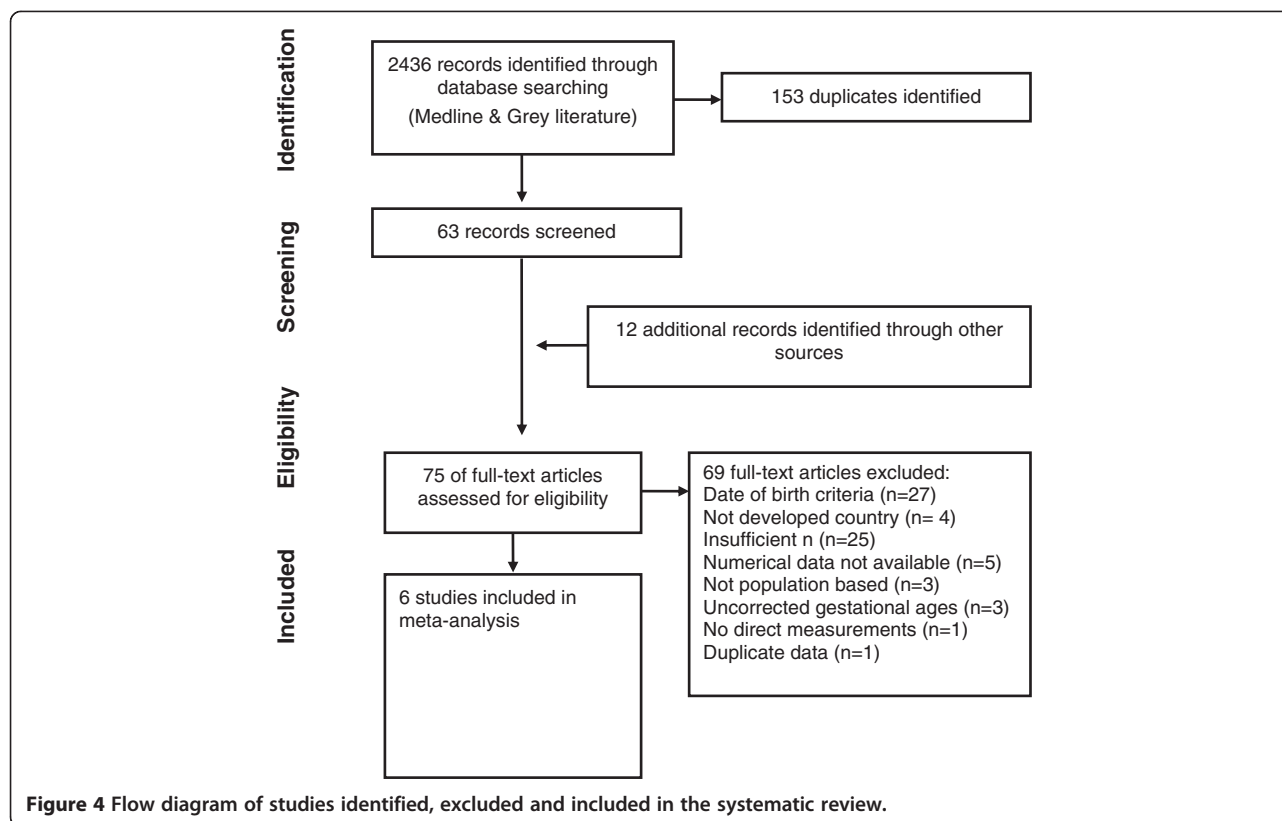 Identification
2436 records identified through
database searching
(Medline & Grey literature)
153 duplicates identified
Screening
63 records screened
12 additional records identified through other
sources
Eligibility
75 of full-text articles
assessed for eligibility
69 full-text articles excluded:
Date of birth criteria (n=27)
Not developed country (n= 4)
Insufficient n (n=25)
Numerical data not available (n=5)
Not population based (n=3)
Uncorrected gestational ages (n=3)
No direct measurements (n=1)
Duplicate data (n=1)
Included
6 studies included in
meta-analysis
Figure 4 Flow diagram of studies identified, excluded and included in the systematic review.